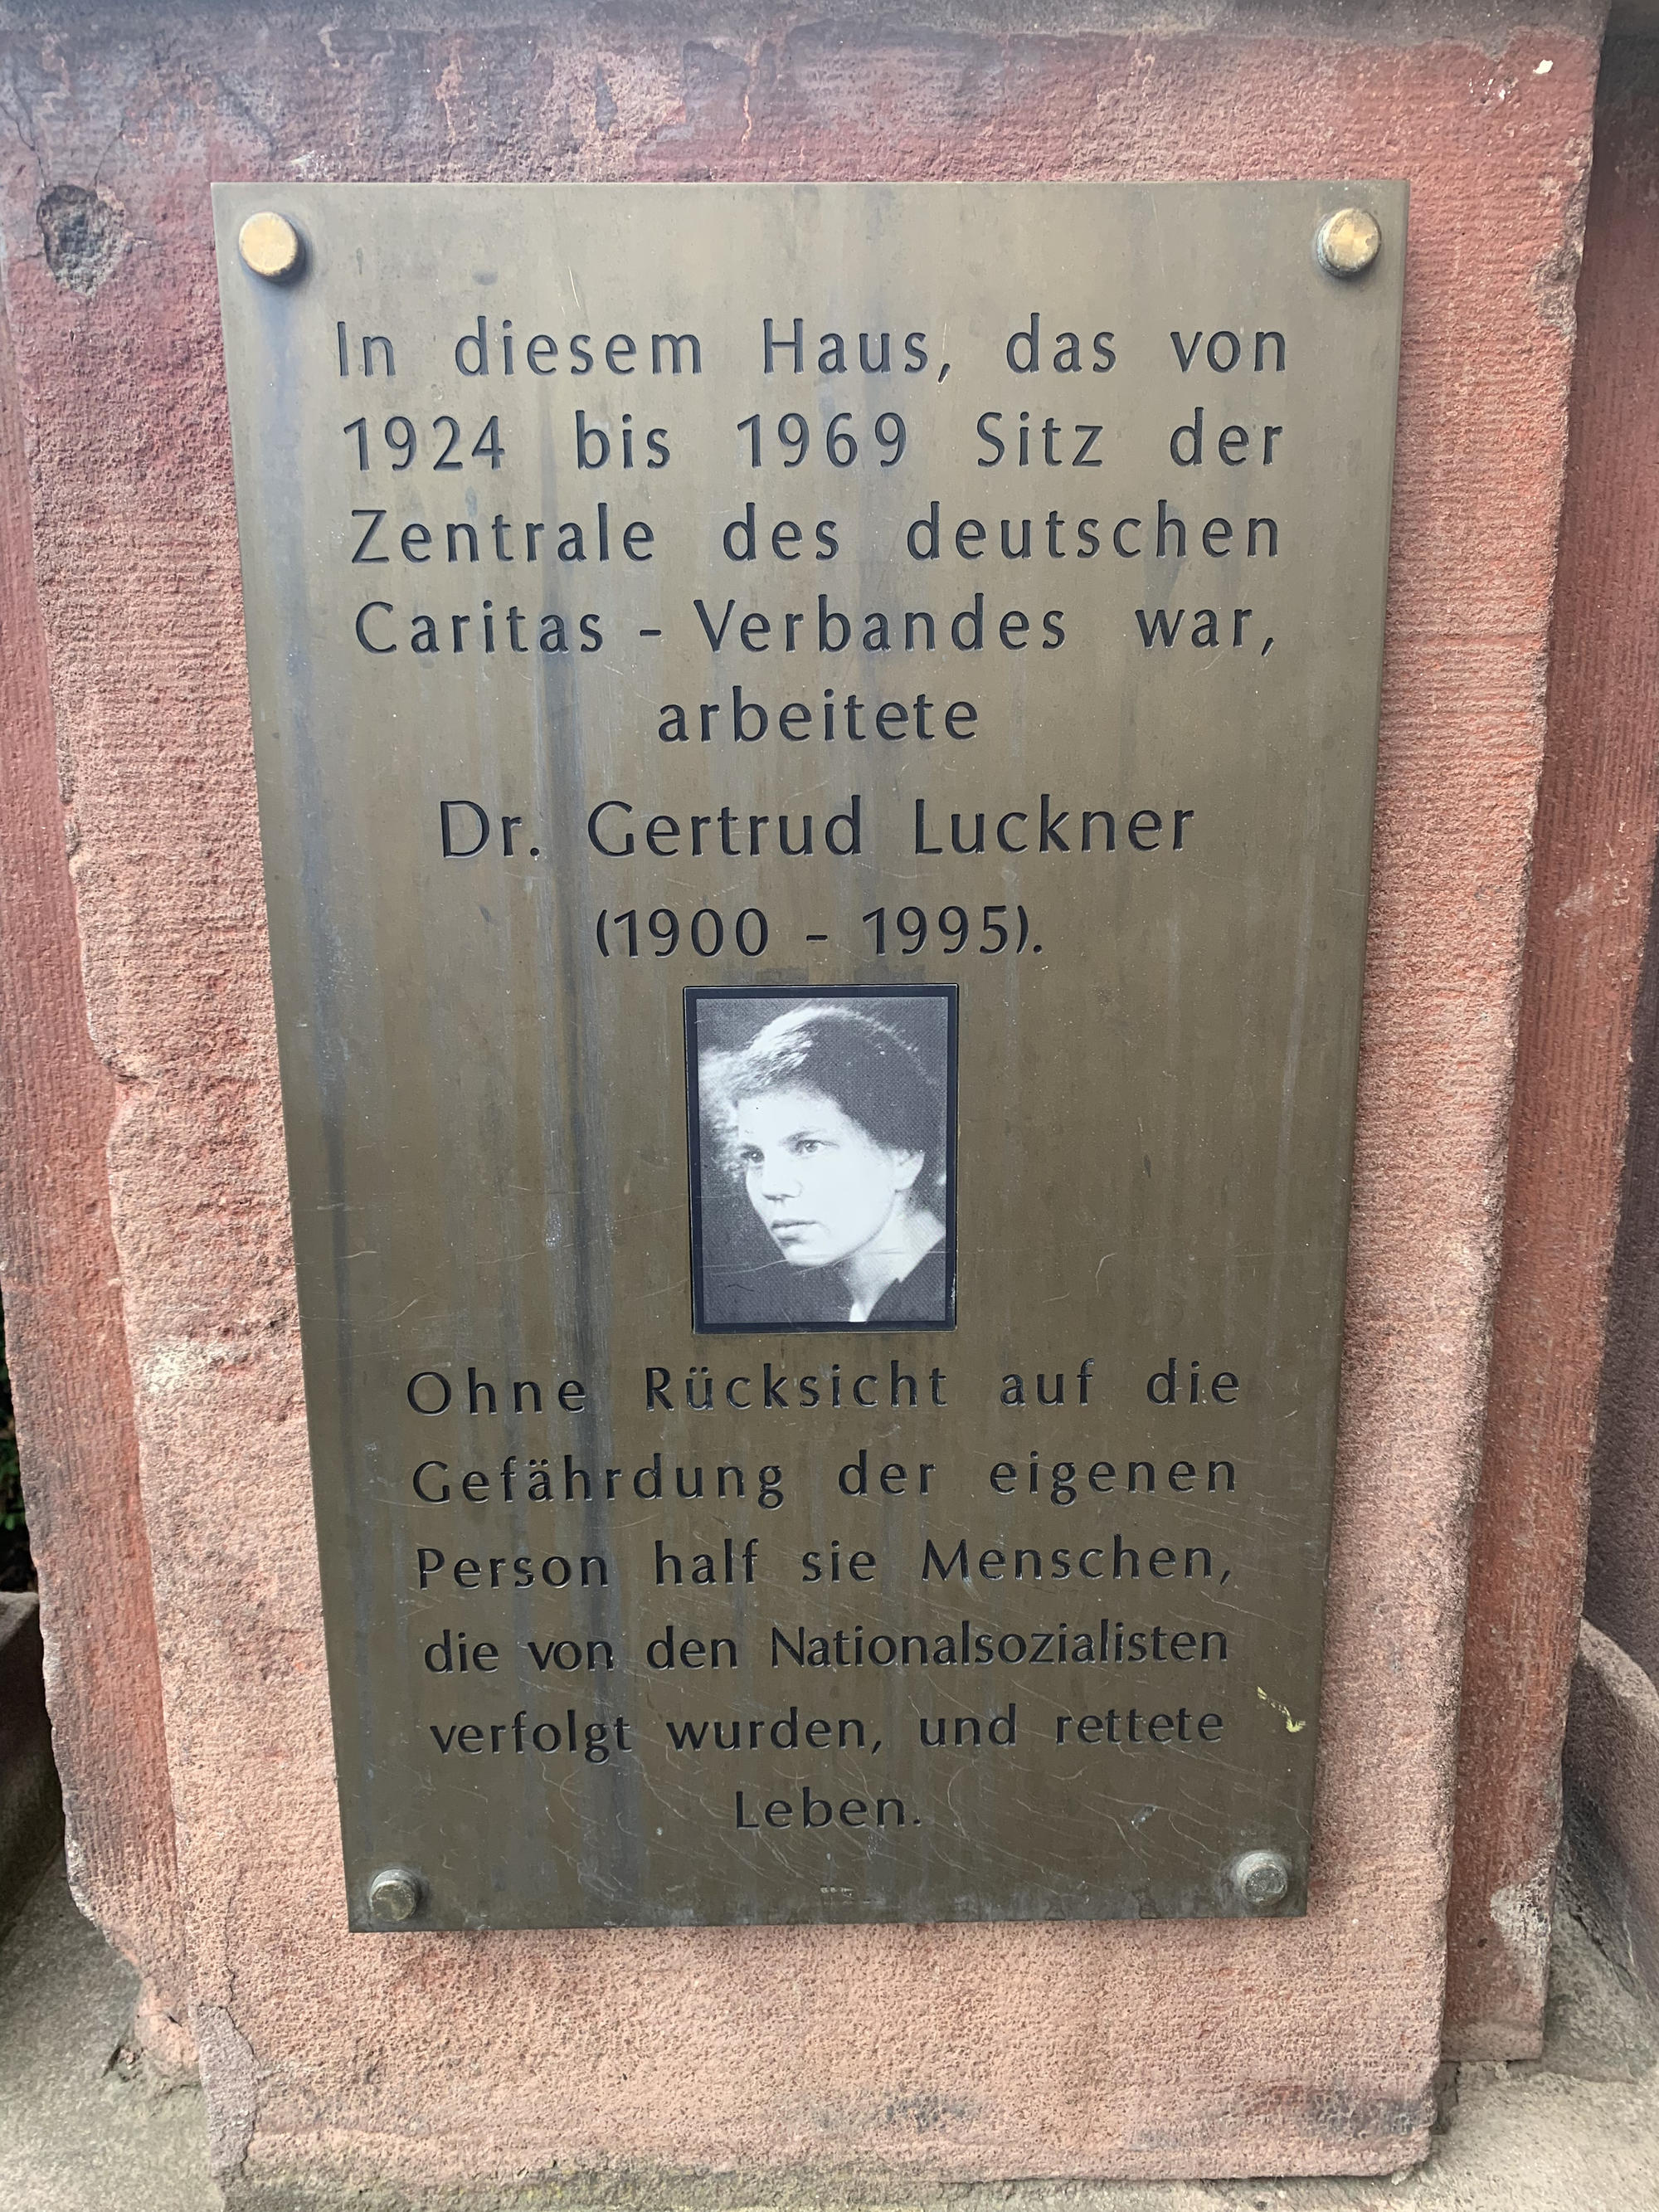 In diesem Haus, das von
1924 bis 1969 Sitz der
Zentrale des deutschen
Caritas - Verbandes war,
arbeitete
Dr. Gertrud Luckner
(1900 - 1995).
Ohne Rücksicht auf die
Gefährdung der eigenen
Person half sie Menschen,
die von den Nationalsozialisten
verfolgt wurden, und rettete
Leben.